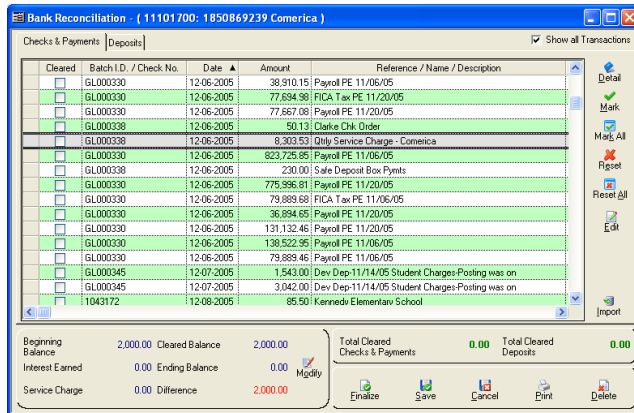 Bank Reconciliation - ( 11101700: 1850869239 Comerica )
Checks & Payments Deposits Show all Transactions
Cleared Batch I.D. / Check No. Date Amount Reference / Name / Description
GL000330 12-06-2005 38,910.15 Payroll PE 11/06/05
GL000330 12-06-2005 77,694.98 FICA Tax PE 11/20/05
GL000330 12-06-2005 77,667.08 Payroll PE 11/20/05
GL000338 12-06-2005 50.13 Clarke Chk Order
GL000338 12-06-2005 8,303.53 Qtrly Service Charge - Comerica
GL000330 12-06-2005 823,725.85 Payroll PE 11/06/05
GL000338 12-06-2005 230.00 Safe Deposit Box Pymts
GL000330 12-06-2005 775,996.81 Payroll PE 11/20/05
GL000330 12-06-2005 79,889.68 FICA Tax PE 11/06/05
GL000330 12-06-2005 36,894.65 Payroll PE 11/20/05
GL000330 12-06-2005 131,132.46 Payroll PE 11/20/05
GL000330 12-06-2005 138,522.95 Payroll PE 11/06/05
GL000330 12-06-2005 79,889.46 Payroll PE 11/06/05
GL000345 12-07-2005 1,543.00 Dev Dep-11/14/05 Student Charges-Posting was on
GL000345 12-07-2005 3,042.00 Dev Dep-11/14/05 Student Charges-Posting was on
1043172 12-08-2005 85.50 Kennedy Elementary School
Detail
Mark
Mark All
Reset
Reset All
Edit
Import
Beginning Balance 2,000.00 Cleared Balance 2,000.00
Interest Earned 0.00 Ending Balance 0.00
Service Charge 0.00 Difference 2,000.00
Modify
Total Cleared Checks & Payments 0.00 Total Cleared Deposits 0.00
Finalize Save Cancel Print Delete